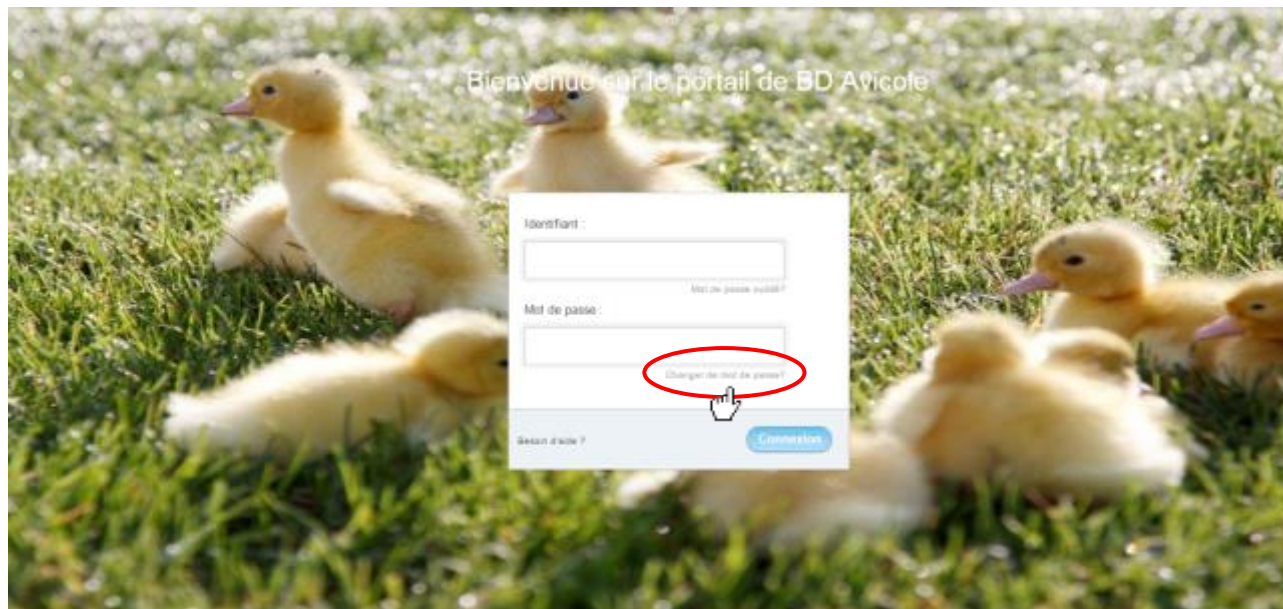 Bienvenue sur le portail de BD Avicole
Identifiant :
Mot de passe oublié?
Mot de passe :
Changer de mot de passe?
Besoin d'aide ?
Connexion